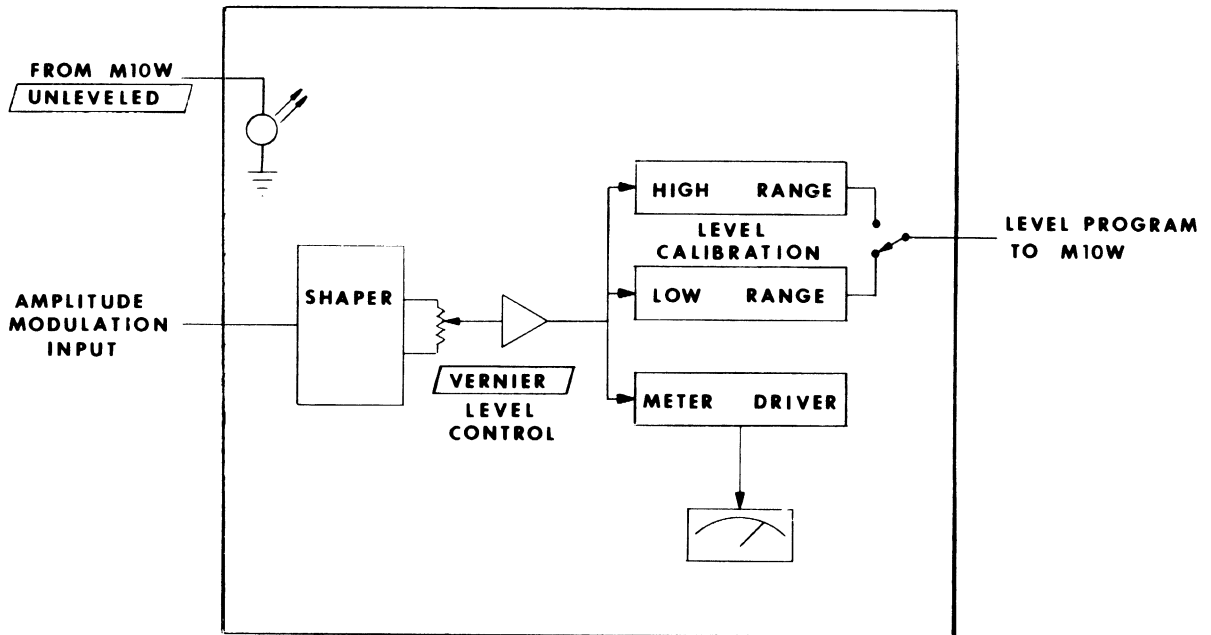 FROM M10W
UNLEVELED
AMPLITUDE
MODULATION
INPUT
SHAPER
VERNIER
LEVEL
CONTROL
HIGH RANGE
LEVEL
CALIBRATION
LOW RANGE
METER DRIVER
LEVEL PROGRAM
TO M10W